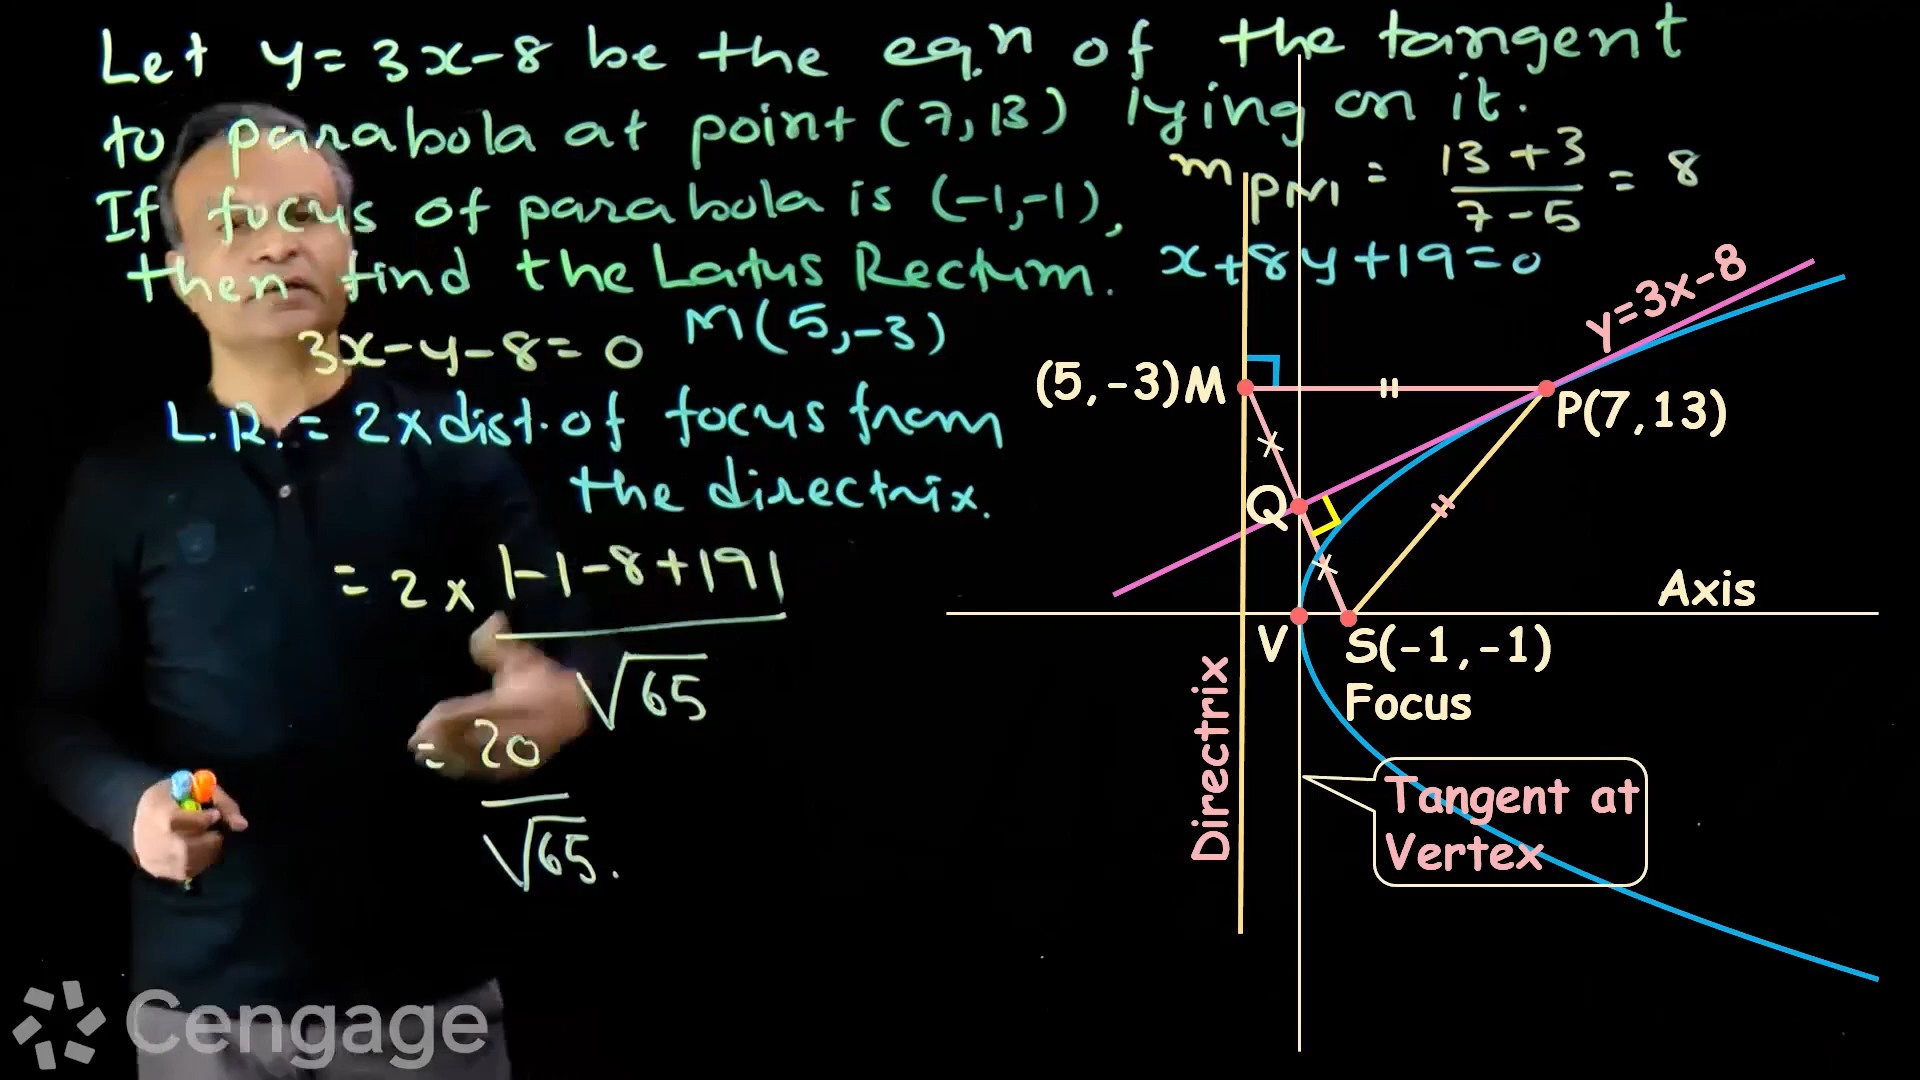 Let y=3x-8 be the eq.n of the tangent
to parabola at point (7,13) lying on it.
If focus of parabola is (-1,-1),
then find the Latus Rectum.
3x-y-8=0
M(5,-3)
L.R. = 2×dist. of focus from
the directrix.
= 2 × |-1-8+19|
√65
= 20
√65.
mPM = 13+3 = 8
7-5
x+8y+19=0
y=3x-8
(5,-3)M
P(7,13)
Q
Axis
V
S(-1,-1)
Focus
Directrix
Tangent at
Vertex
Cengage